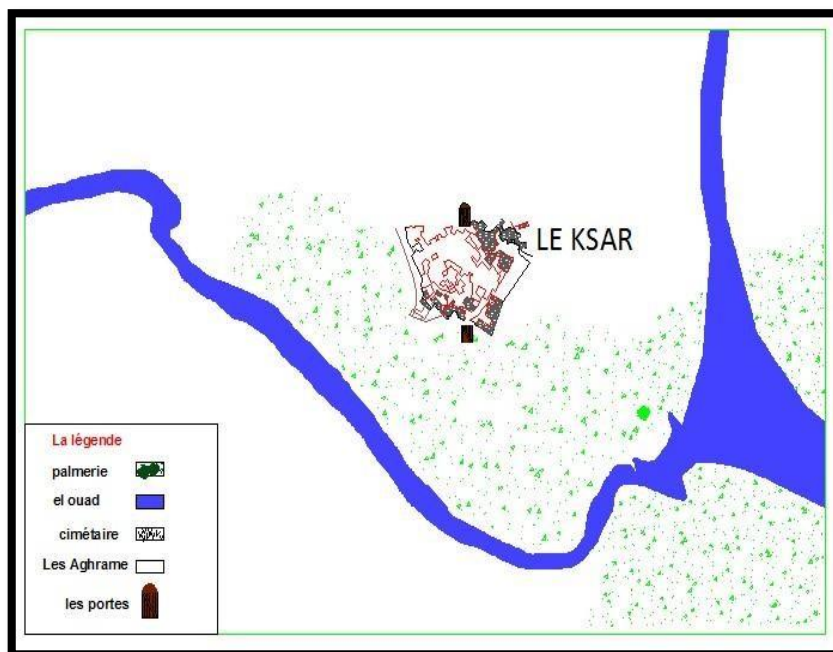 LE KSAR
La légende
palmerie
el ouad
cimétaire
Les Aghrame
les portes